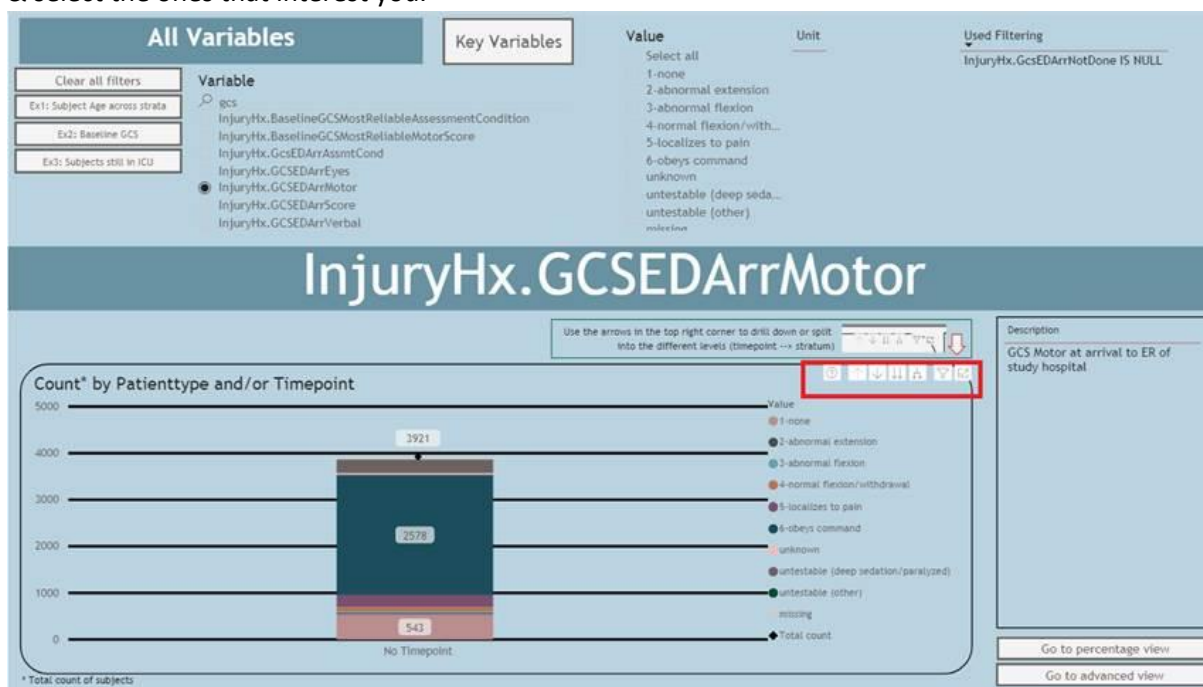 & select the ones that interest you.
All Variables
Key Variables
Clear all filters
Ex1: Subject Age across strata
Ex2: Baseline GCS
Ex3: Subjects still in ICU
Variable
gcs
InjuryHx.BaselineGCSMostReliableAssessmentCondition
InjuryHx.BaselineGCSMostReliableMotorScore
InjuryHx.GcsEDArrAssmtCond
InjuryHx.GCSEDArrEyes
InjuryHx.GCSEDArrMotor
InjuryHx.GCSEDArrScore
InjuryHx.GCSEDArrVerbal
Value
Select all
1-none
2-abnormal extension
3-abnormal flexion
4-normal flexion/with...
5-localizes to pain
6-obeys command
unknown
untestable (deep seda...
untestable (other)
missing
Unit
Used Filtering
InjuryHx.GcsEDArrNotDone IS NULL
InjuryHx.GCSEDArrMotor
Use the arrows in the top right corner to drill down or split
into the different levels (timepoint --> stratum)
Count* by Patienttype and/or Timepoint
5000
4000
3000
2000
1000
0
3921
2578
543
No Timepoint
Value
1-none
2-abnormal extension
3-abnormal flexion
4-normal flexion/withdrawal
5-localizes to pain
6-obeys command
unknown
untestable (deep sedation/paralyzed)
untestable (other)
missing
Total count
* Total count of subjects
Description
GCS Motor at arrival to ER of
study hospital
Go to percentage view
Go to advanced view